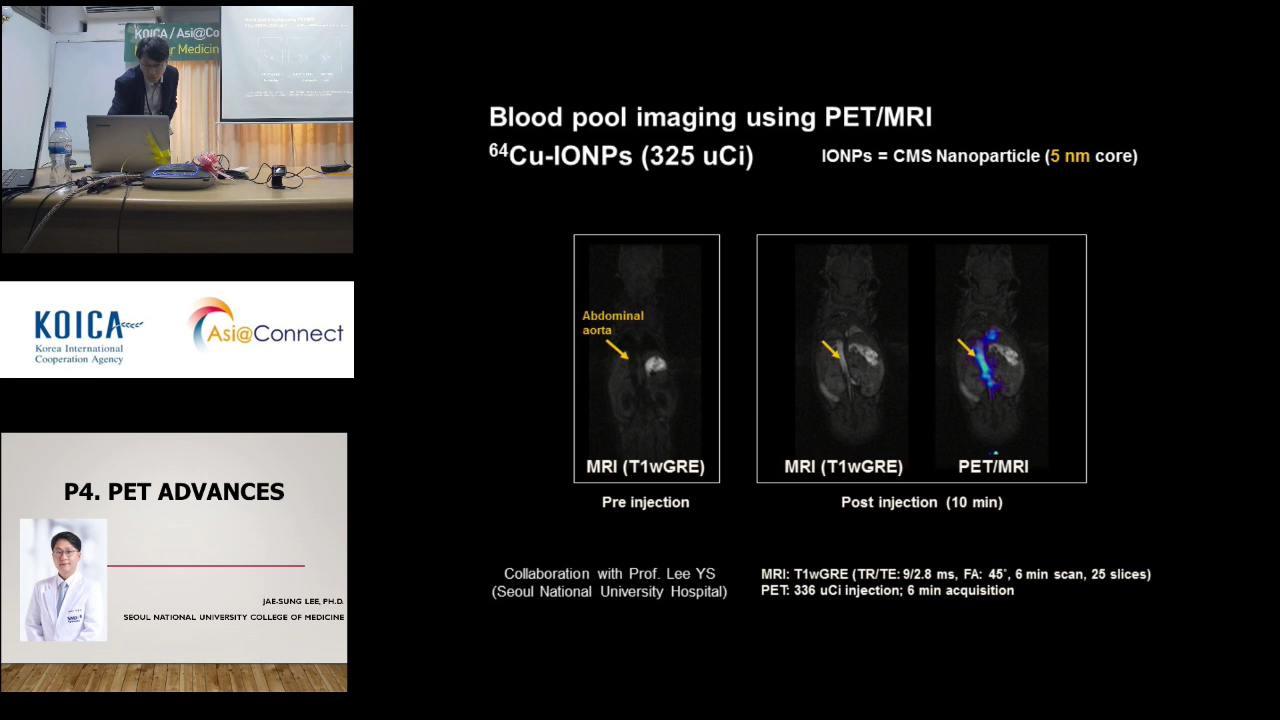 KOICA / Asi@Co
Medicin
KOICA
Korea International
Cooperation Agency
Asi@Connect
P4. PET ADVANCES
JAE-SUNG LEE, PH.D.
SEOUL NATIONAL UNIVERSITY COLLEGE OF MEDICINE
Blood pool imaging using PET/MRI
64Cu-IONPs (325 uCi)
IONPs = CMS Nanoparticle (5 nm core)
Abdominal
aorta
MRI (T1wGRE)
MRI (T1wGRE)
PET/MRI
Pre injection
Post injection (10 min)
Collaboration with Prof. Lee YS
(Seoul National University Hospital)
MRI: T1wGRE (TR/TE: 9/2.8 ms, FA: 45°, 6 min scan, 25 slices)
PET: 336 uCi injection; 6 min acquisition